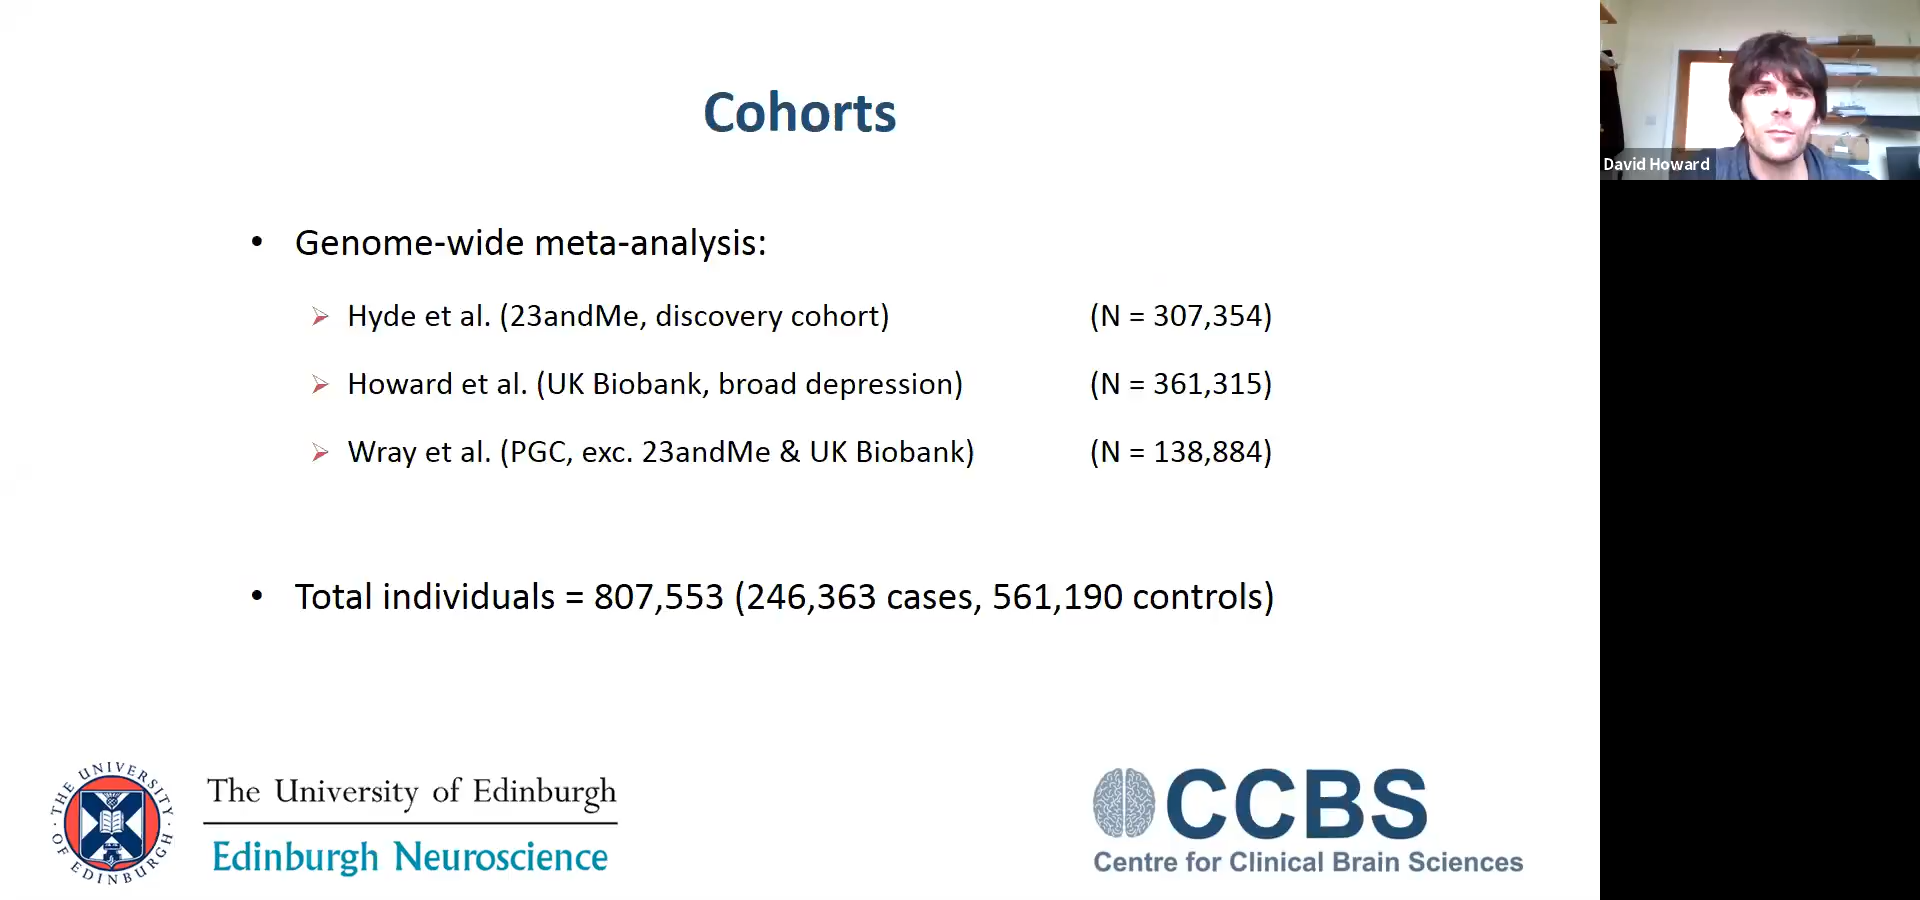 Cohorts
David Howard
• Genome-wide meta-analysis:
➢ Hyde et al. (23andMe, discovery cohort) (N = 307,354)
➢ Howard et al. (UK Biobank, broad depression) (N = 361,315)
➢ Wray et al. (PGC, exc. 23andMe & UK Biobank) (N = 138,884)
• Total individuals = 807,553 (246,363 cases, 561,190 controls)
THE UNIVERSITY OF EDINBURGH
The University of Edinburgh
Edinburgh Neuroscience
CCBS
Centre for Clinical Brain Sciences